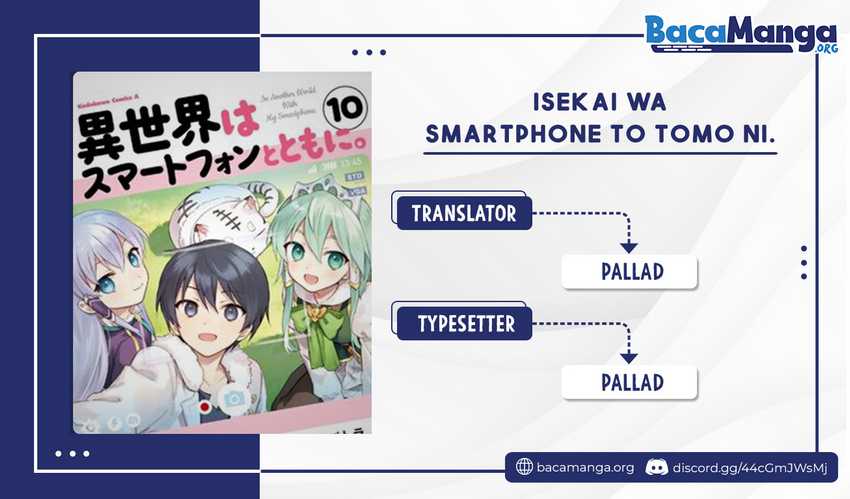 BacaManga
.ORG
Kadokawa Comics A
In Another World
With
My Smartphone
10
異世界は
スマートフォンとともに。
13:45
ISEKAI WA
SMARTPHONE TO TOMO NI.
TRANSLATOR
PALLAD
TYPESETTER
PALLAD
bacamanga.org
discord.gg/44cGmJWsMj